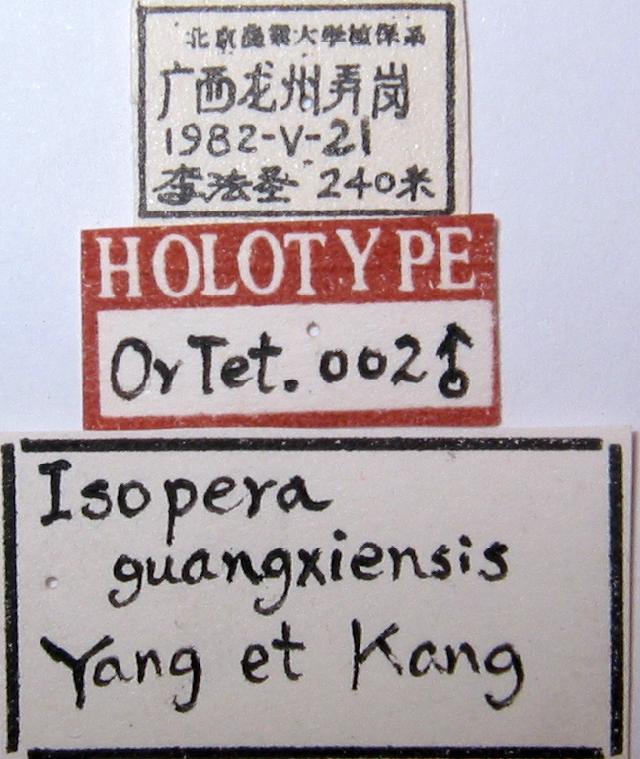 北京農業大学植保系
广西龙州弄岗
1982-V-21
李法圣 240米
HOLOTYPE
OrTet. 002♂
Isopera
guangxiensis
Yang et Kang